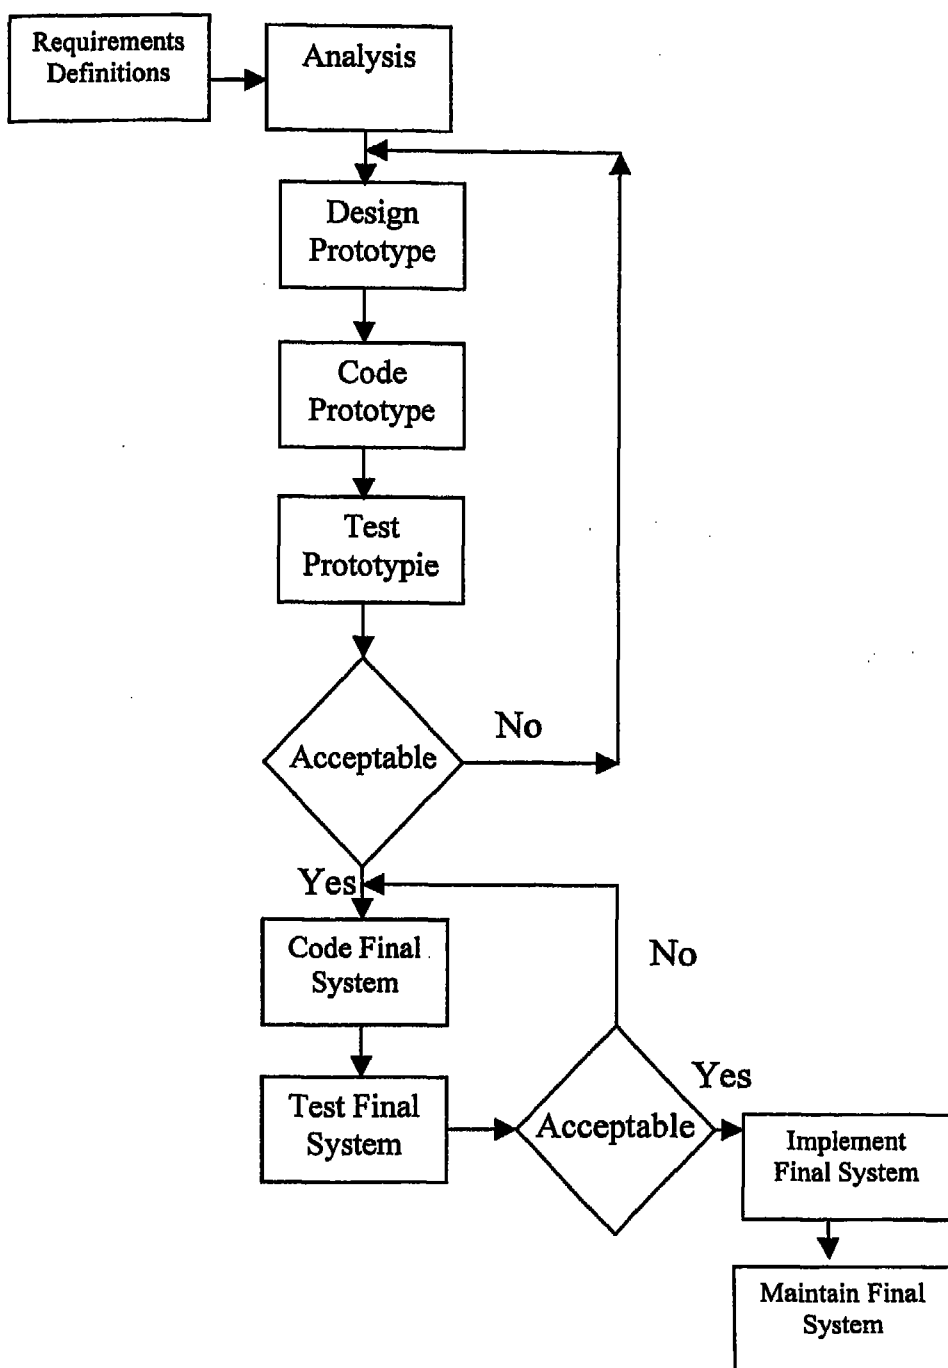 Requirements
Definitions
Analysis
Design
Prototype
Code
Prototype
Test
Prototypie
Acceptable
No
Yes
Code Final
System
No
Test Final
System
Acceptable
Yes
Implement
Final System
Maintain Final
System